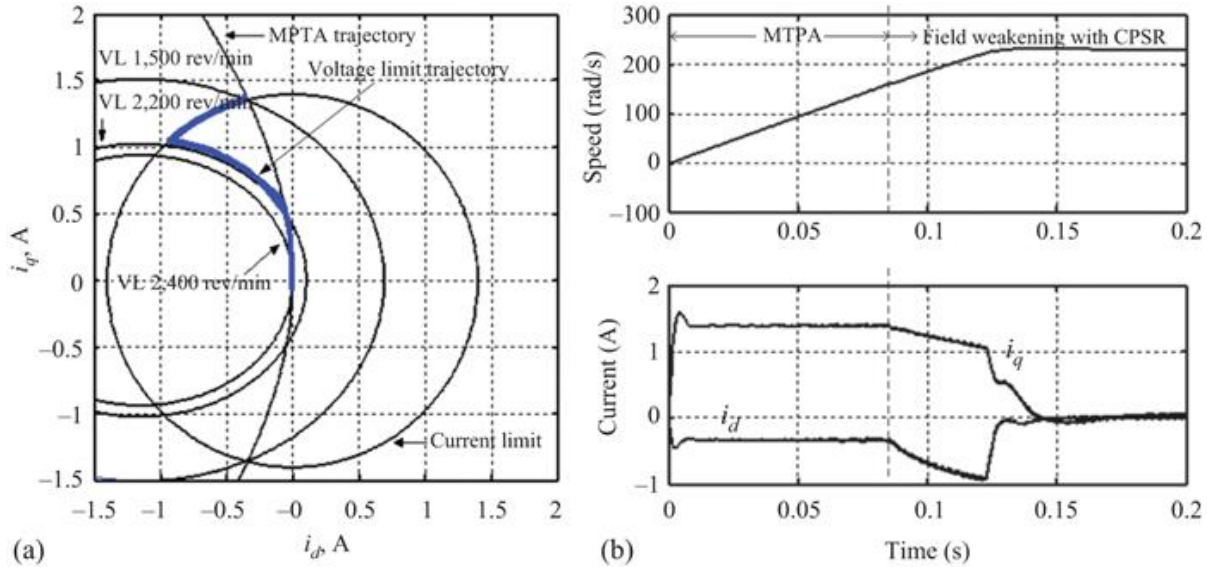 2
MPTA trajectory
VL 1,500 rev/min
Voltage limit trajectory
1.5
VL 2,200 rev/min
1
0.5
VL 2,400 rev/min
0
−0.5
−1
Current limit
−1.5
−1.5 −1 −0.5 −0 0.5 1 1.5 2
i_q, A
i_d, A
(a)
300
MTPA
Field weakening with CPSR
200
100
0
−100
0 0.05 0.1 0.15 0.2
Speed (rad/s)
2
1
i_q
0
i_d
−1
0 0.05 0.1 0.15 0.2
Current (A)
Time (s)
(b)